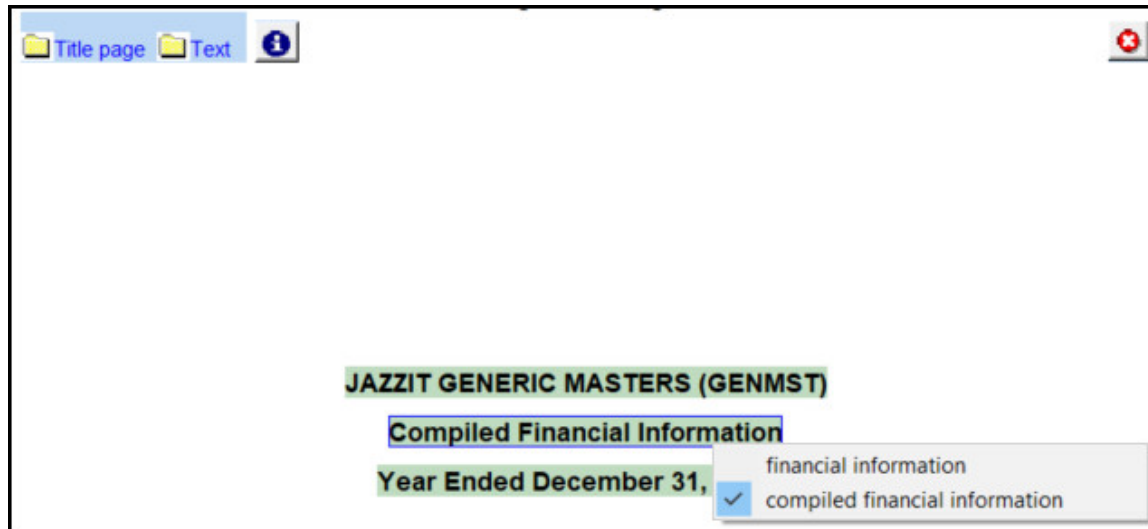 Title page Text
JAZZIT GENERIC MASTERS (GENMST)
Compiled Financial Information
Year Ended December 31,
financial information
compiled financial information